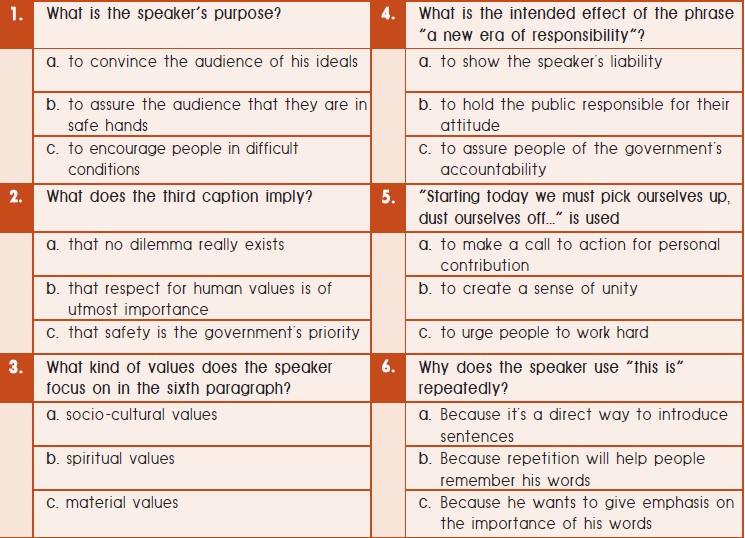 1. What is the speaker's purpose?
a. to convince the audience of his ideals
b. to assure the audience that they are in
safe hands
c. to encourage people in difficult
conditions
2. What does the third caption imply?
a. that no dilemma really exists
b. that respect for human values is of
utmost importance
c. that safety is the government's priority
3. What kind of values does the speaker
focus on in the sixth paragraph?
a. socio-cultural values
b. spiritual values
c. material values
4. What is the intended effect of the phrase
"a new era of responsibility"?
a. to show the speaker's liability
b. to hold the public responsible for their
attitude
c. to assure people of the government's
accountability
5. "Starting today we must pick ourselves up,
dust ourselves off..." is used
a. to make a call to action for personal
contribution
b. to create a sense of unity
c. to urge people to work hard
6. Why does the speaker use "this is"
repeatedly?
a. Because it's a direct way to introduce
sentences
b. Because repetition will help people
remember his words
c. Because he wants to give emphasis on
the importance of his words